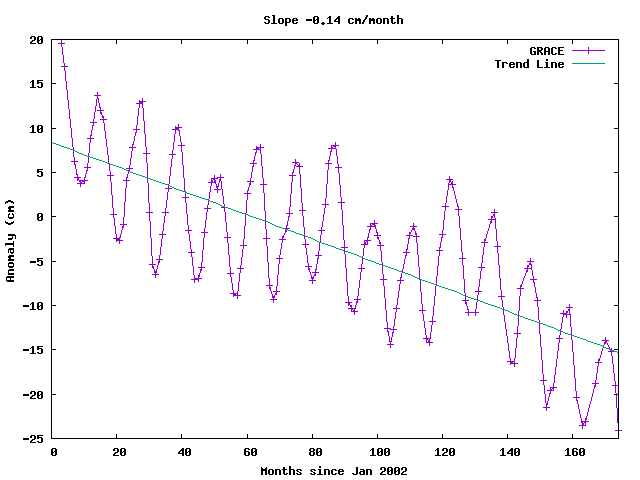 Slope -0.14 cm/month
GRACE
Trend Line
20
15
10
5
0
-5
-10
-15
-20
-25
Anomaly (cm)
0 20 40 60 80 100 120 140 160
Months since Jan 2002